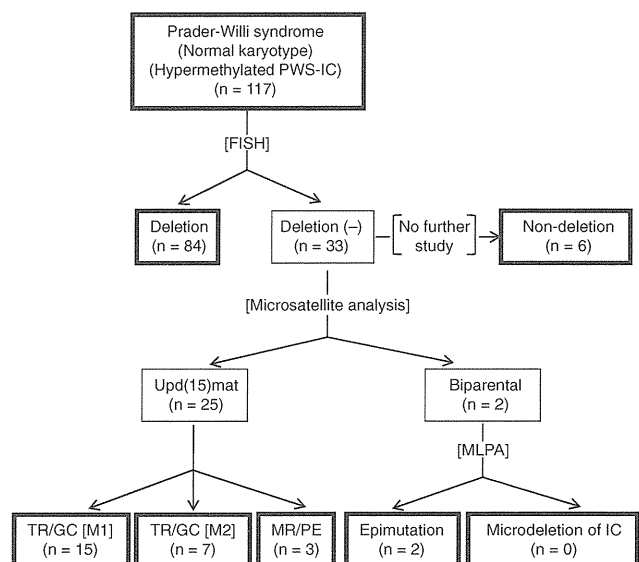 Prader-Willi syndrome
(Normal karyotype)
(Hypermethylated PWS-IC)
(n = 117)
[FISH]
Deletion
(n = 84)
Deletion (–)
(n = 33)
[No further
study]
Non-deletion
(n = 6)
[Microsatellite analysis]
Upd(15)mat
(n = 25)
Biparental
(n = 2)
[MLPA]
TR/GC [M1]
(n = 15)
TR/GC [M2]
(n = 7)
MR/PE
(n = 3)
Epimutation
(n = 2)
Microdeletion of IC
(n = 0)